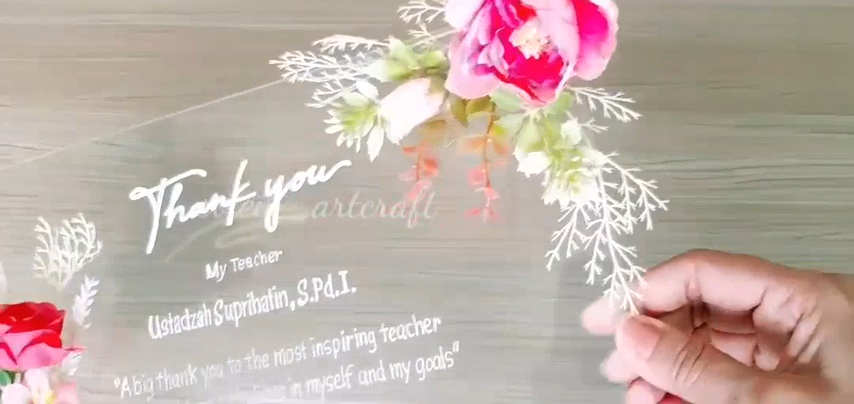 Thank you
artcraft
My Teacher
Ustadzah Suprihatin, S.Pd.I.
"A big thank you to the most inspiring teacher
in myself and my goals"